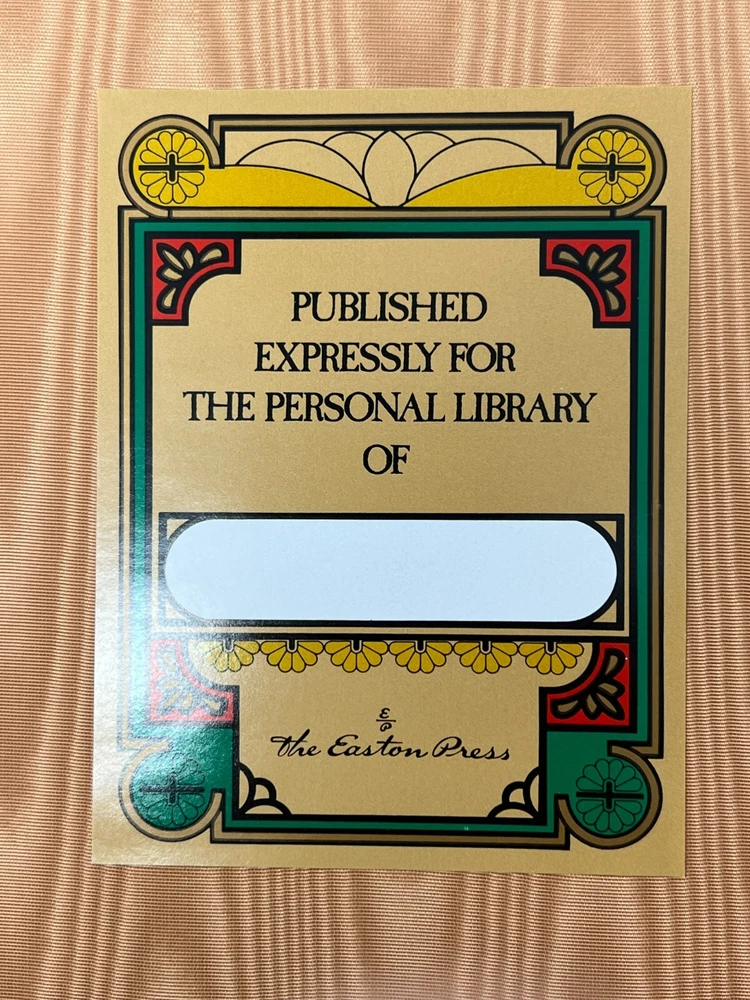 PUBLISHED
EXPRESSLY FOR
THE PERSONAL LIBRARY
OF
E
P
The Easton Press